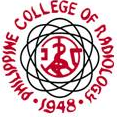 PHILIPPINE COLLEGE OF RADIOLOGY
· 1948 ·